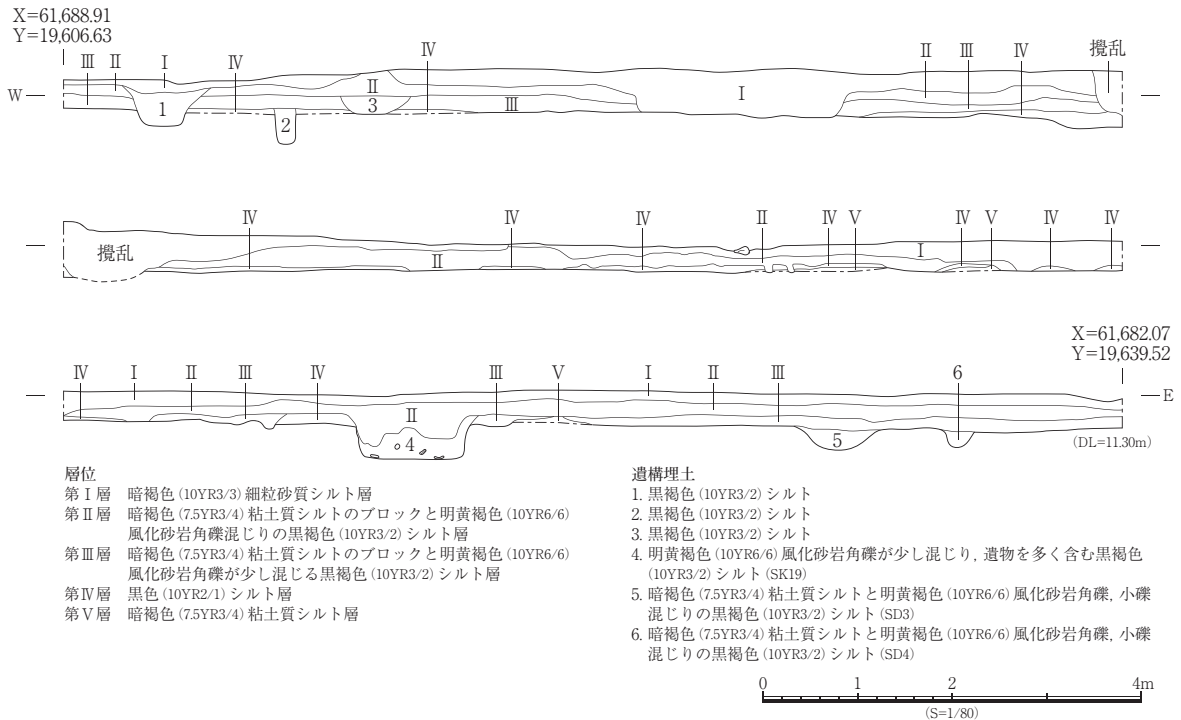 X=61,688.91
Y=19,606.63
Ⅲ Ⅱ Ⅰ Ⅳ Ⅳ Ⅱ Ⅲ Ⅳ 攪乱
W
1 2 Ⅱ 3 Ⅲ Ⅰ
Ⅳ Ⅳ Ⅳ Ⅱ Ⅳ Ⅴ Ⅳ Ⅴ Ⅳ Ⅳ
攪乱 Ⅱ Ⅰ
X=61,682.07
Y=19,639.52
Ⅳ Ⅰ Ⅱ Ⅲ Ⅳ Ⅲ Ⅴ Ⅰ Ⅱ Ⅲ 6
E
Ⅱ
4 5
(DL=11.30m)
層位
第Ⅰ層 暗褐色(10YR3/3)細粒砂質シルト層
第Ⅱ層 暗褐色(7.5YR3/4)粘土質シルトのブロックと明黄褐色(10YR6/6)
風化砂岩角礫混じりの黒褐色(10YR3/2)シルト層
第Ⅲ層 暗褐色(7.5YR3/4)粘土質シルトのブロックと明黄褐色(10YR6/6)
風化砂岩角礫が少し混じる黒褐色(10YR3/2)シルト層
第Ⅳ層 黒色(10YR2/1)シルト層
第Ⅴ層 暗褐色(7.5YR3/4)粘土質シルト層
遺構埋土
1. 黒褐色(10YR3/2)シルト
2. 黒褐色(10YR3/2)シルト
3. 黒褐色(10YR3/2)シルト
4. 明黄褐色(10YR6/6)風化砂岩角礫が少し混じり, 遺物を多く含む黒褐色
(10YR3/2)シルト(SK19)
5. 暗褐色(7.5YR3/4)粘土質シルトと明黄褐色(10YR6/6)風化砂岩角礫, 小礫
混じりの黒褐色(10YR3/2)シルト(SD3)
6. 暗褐色(7.5YR3/4)粘土質シルトと明黄褐色(10YR6/6)風化砂岩角礫, 小礫
混じりの黒褐色(10YR3/2)シルト(SD4)
0 1 2 4m
(S=1/80)